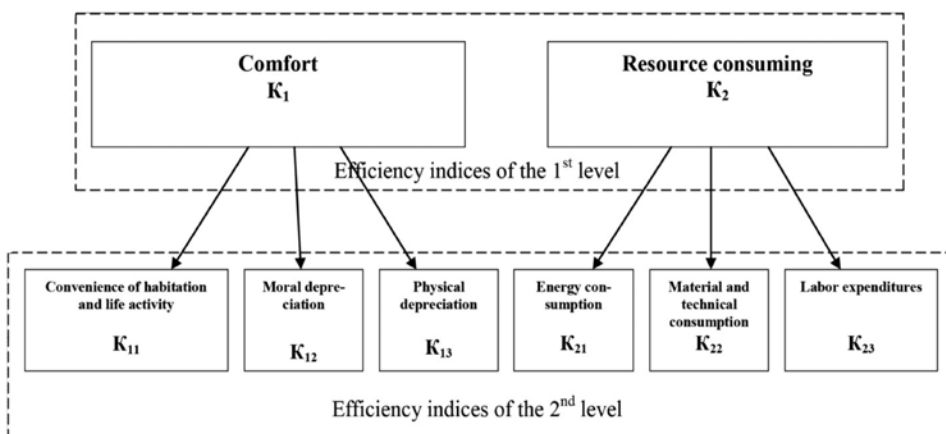 Comfort
K₁
Resource consuming
K₂
Efficiency indices of the 1ˢᵗ level
Convenience of habitation
and life activity
K₁₁
Moral depre-
ciation
K₁₂
Physical
depreciation
K₁₃
Energy con-
sumption
K₂₁
Material and
technical
consumption
K₂₂
Labor expenditures
K₂₃
Efficiency indices of the 2ⁿᵈ level